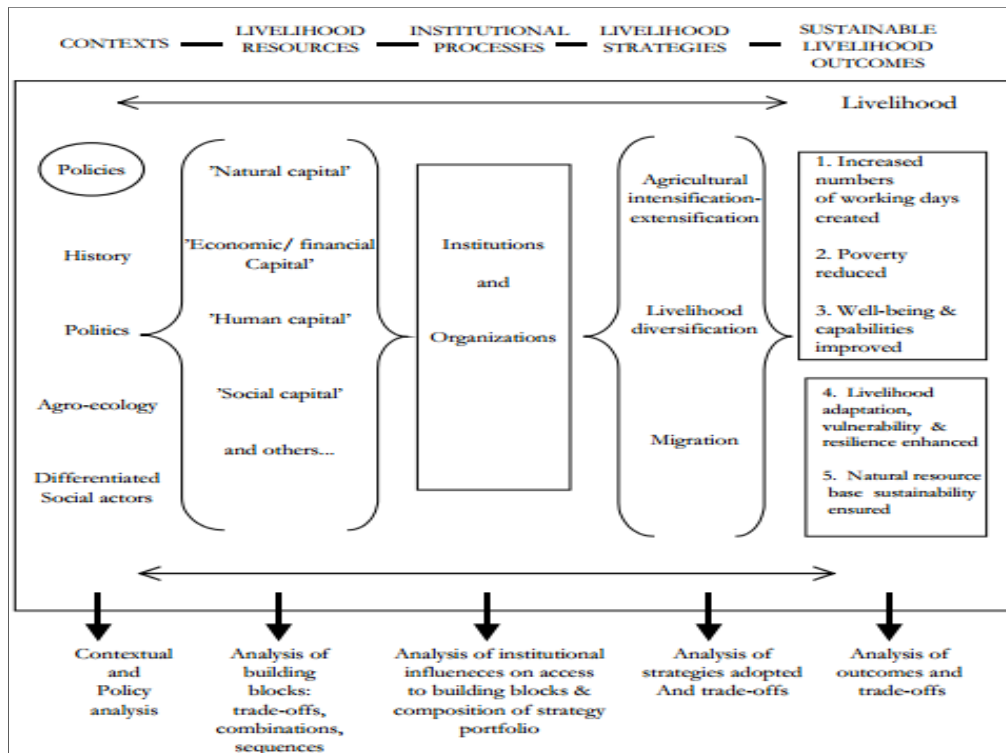 CONTEXTS
LIVELIHOOD
RESOURCES
INSTITUTIONAL
PROCESSES
LIVELIHOOD
STRATEGIES
SUSTAINABLE
LIVELIHOOD
OUTCOMES
Livelihood
Policies
History
Politics
Agro-ecology
Differentiated
Social actors
'Natural capital'
'Economic/ financial
Capital'
'Human capital'
'Social capital'
and others...
Institutions
and
Organizations
Agricultural
intensification-
extensification
Livelihood
diversification
Migration
1. Increased
numbers
of working days
created
2. Poverty
reduced
3. Well-being &
capabilities
improved
4. Livelihood
adaptation,
vulnerability &
resilience enhanced
5. Natural resource
base sustainability
ensured
Contextual
and
Policy
analysis
Analysis of
building
blocks:
trade-offs,
combinations,
sequences
Analysis of institutional
influeneces on access
to building blocks &
composition of strategy
portfolio
Analysis of
strategies adopted
And trade-offs
Analysis of
outcomes and
trade-offs